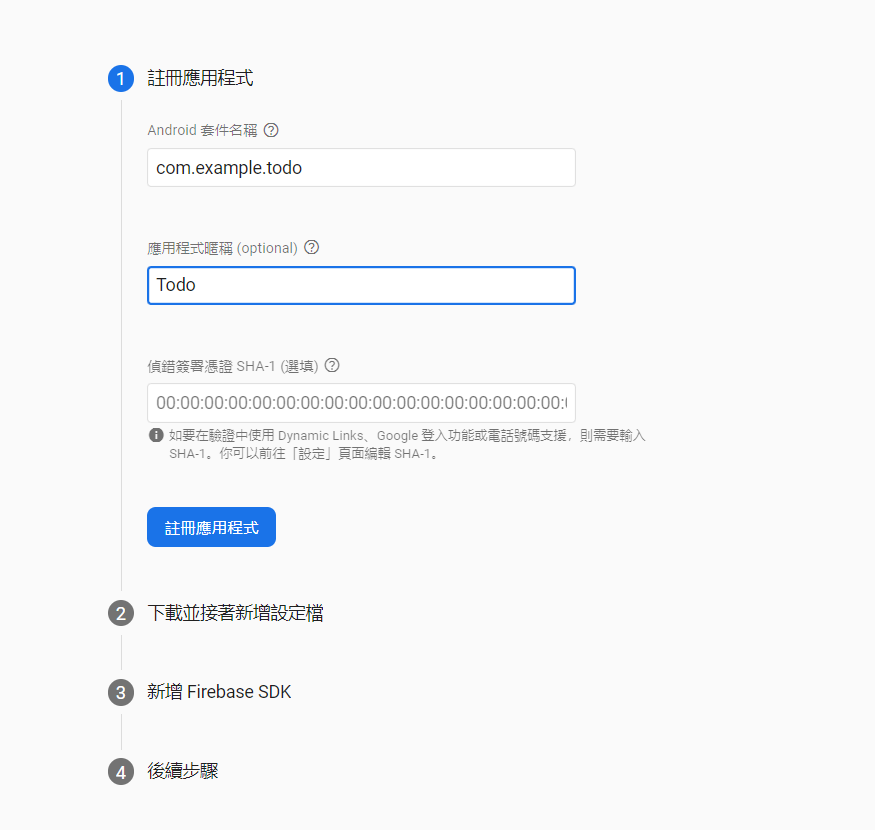 1 註冊應用程式
Android 套件名稱 ?
com.example.todo
應用程式暱稱 (optional) ?
Todo
偵錯簽署憑證 SHA-1 (選填) ?
00:00:00:00:00:00:00:00:00:00:00:00:00:00:00:00:00:
如要在驗證中使用 Dynamic Links、Google 登入功能或電話號碼支援，則需要輸入
SHA-1。你可以前往「設定」頁面編輯 SHA-1。
註冊應用程式
2 下載並接著新增設定檔
3 新增 Firebase SDK
4 後續步驟